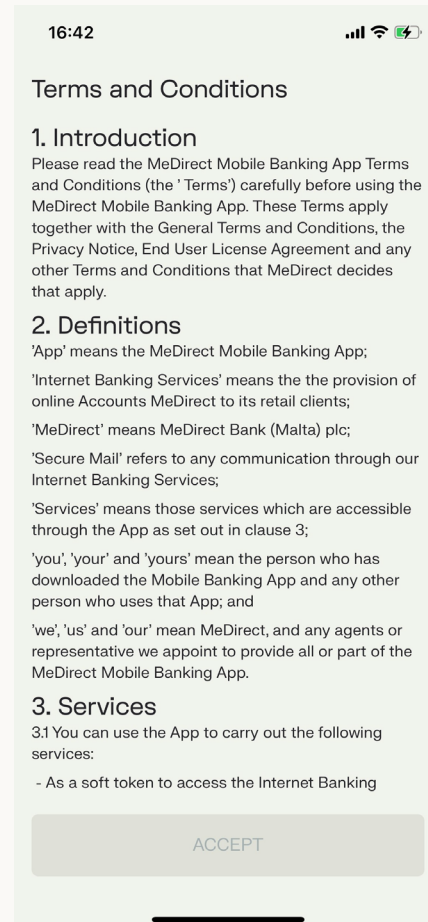 16:42
Terms and Conditions
1. Introduction
Please read the MeDirect Mobile Banking App Terms
and Conditions (the ' Terms') carefully before using the
MeDirect Mobile Banking App. These Terms apply
together with the General Terms and Conditions, the
Privacy Notice, End User License Agreement and any
other Terms and Conditions that MeDirect decides
that apply.
2. Definitions
'App' means the MeDirect Mobile Banking App;
'Internet Banking Services' means the the provision of
online Accounts MeDirect to its retail clients;
'MeDirect' means MeDirect Bank (Malta) plc;
'Secure Mail' refers to any communication through our
Internet Banking Services;
'Services' means those services which are accessible
through the App as set out in clause 3;
'you', 'your' and 'yours' mean the person who has
downloaded the Mobile Banking App and any other
person who uses that App; and
'we', 'us' and 'our' mean MeDirect, and any agents or
representative we appoint to provide all or part of the
MeDirect Mobile Banking App.
3. Services
3.1 You can use the App to carry out the following
services:
- As a soft token to access the Internet Banking
ACCEPT